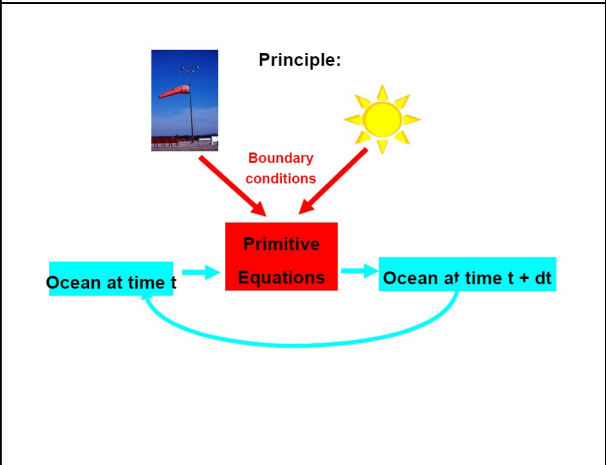 Principle:
Boundary
conditions
Primitive
Equations
Ocean at time t
Ocean at time t + dt